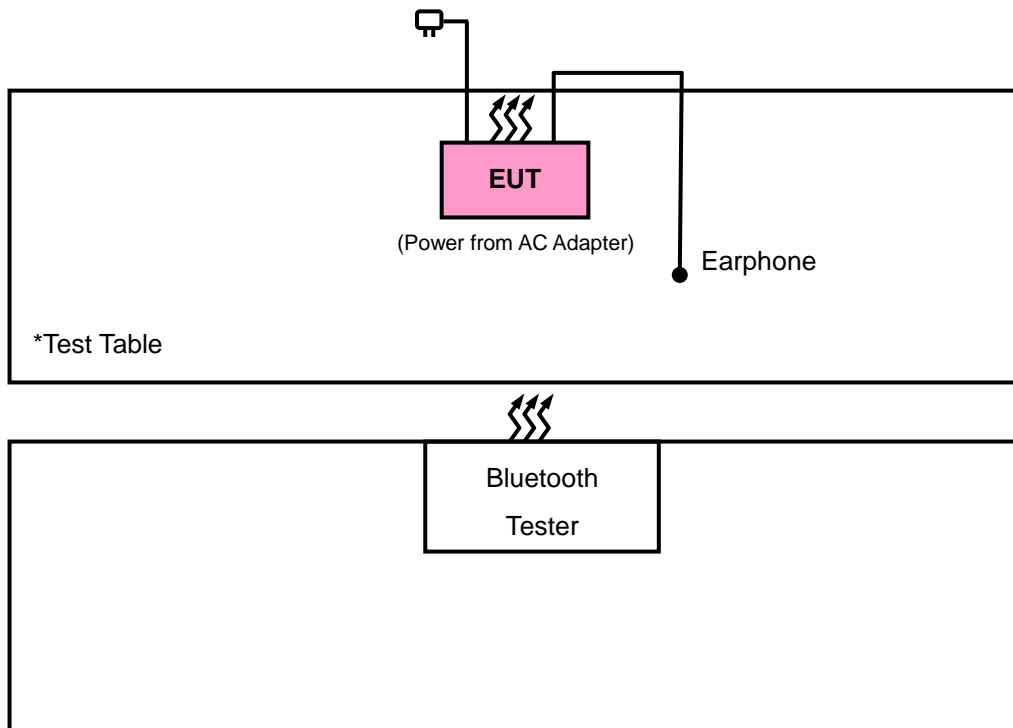 EUT
(Power from AC Adapter)
Earphone
*Test Table
Bluetooth
Tester